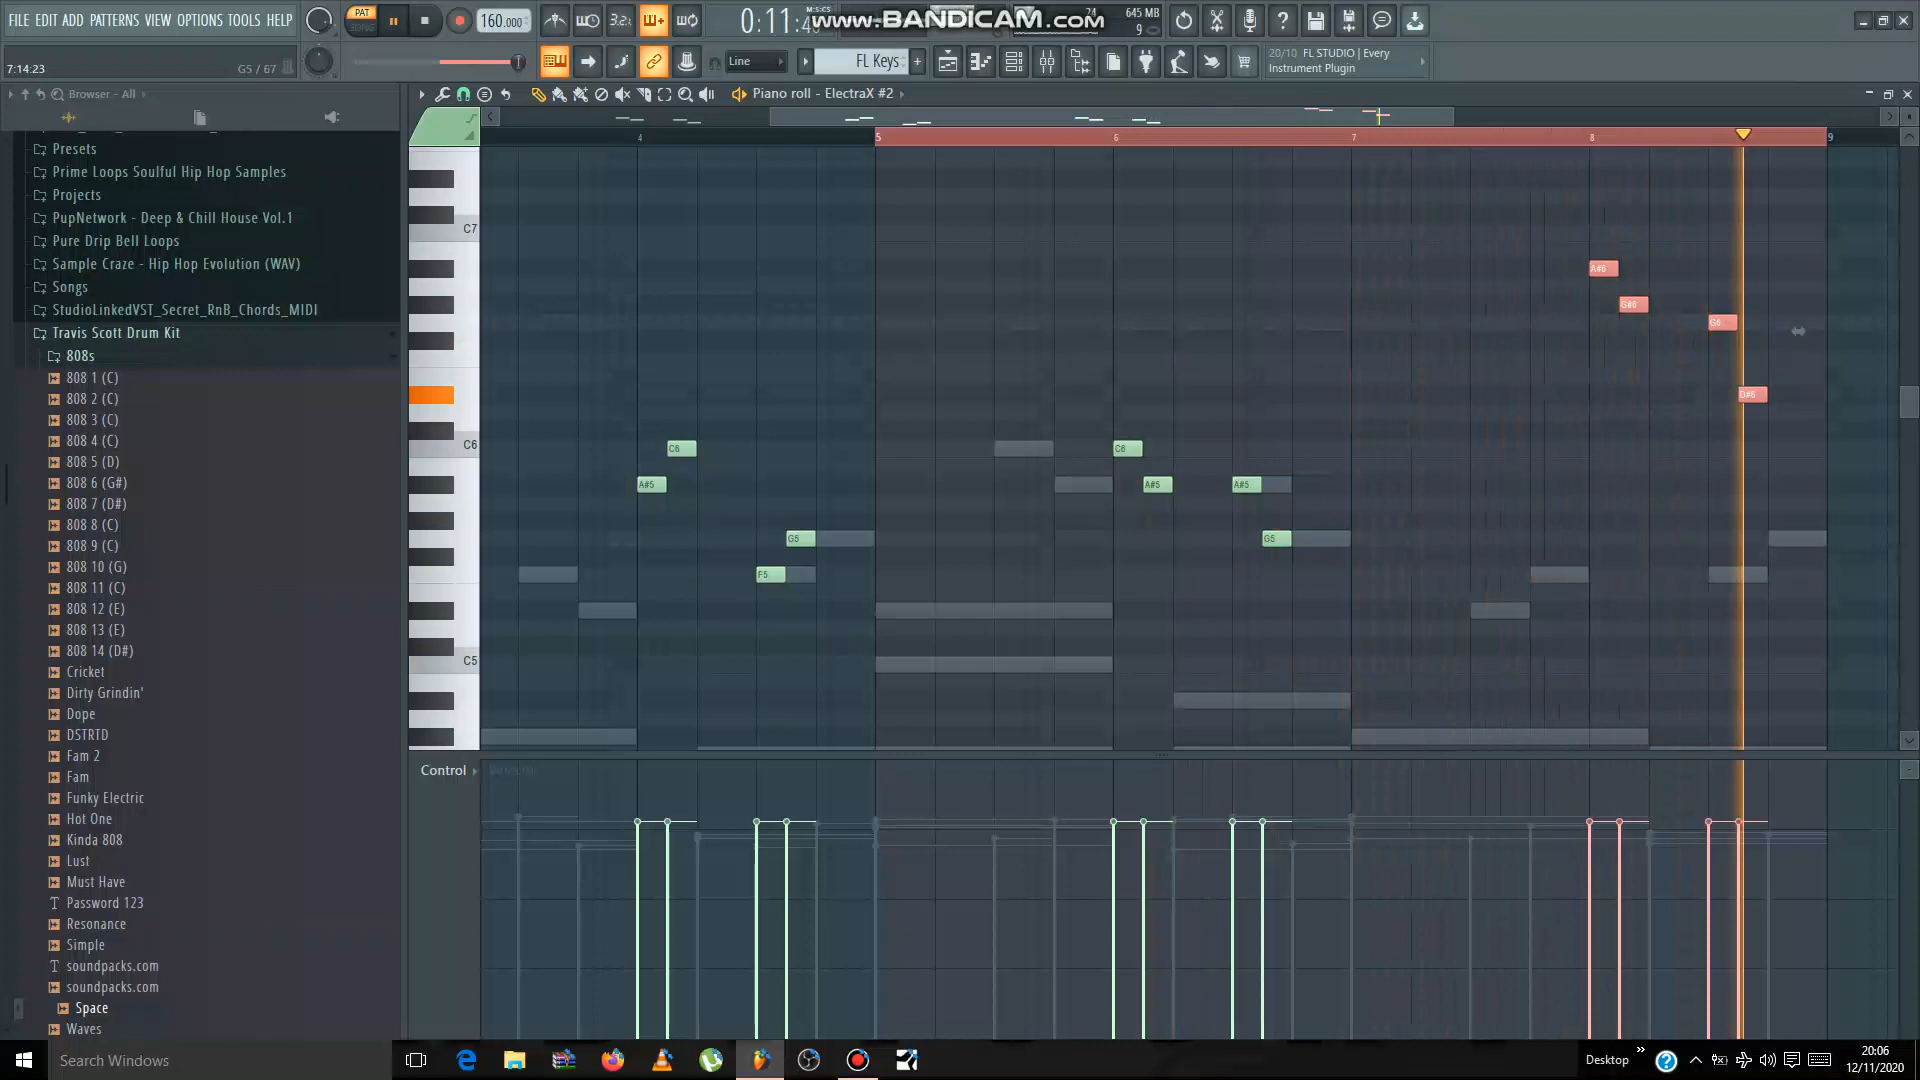 FILE EDIT ADD PATTERNS VIEW OPTIONS TOOLS HELP
PAT
SONG
160.000
3.2
0:11
M:S:CS
www.BANDICAM.com
24
645 MB
9
7:14:23
G5 / 67
Line
FL Keys
20/10 FL STUDIO | Every
Instrument Plugin
Browser - All
Piano roll - ElectraX #2
4
5
6
7
8
9
Presets
Prime Loops Soulful Hip Hop Samples
Projects
PupNetwork - Deep & Chill House Vol.1
Pure Drip Bell Loops
Sample Craze - Hip Hop Evolution (WAV)
Songs
StudioLinkedVST_Secret_RnB_Chords_MIDI
Travis Scott Drum Kit
808s
808 1 (C)
808 2 (C)
808 3 (C)
808 4 (C)
808 5 (D)
808 6 (G#)
808 7 (D#)
808 8 (C)
808 9 (C)
808 10 (G)
808 11 (C)
808 12 (E)
808 13 (E)
808 14 (D#)
Cricket
Dirty Grindin'
Dope
DSTRTD
Fam 2
Fam
Funky Electric
Hot One
Kinda 808
Lust
Must Have
Password 123
Resonance
Simple
soundpacks.com
soundpacks.com
Space
Waves
C7
C6
C5
A#6
G#6
G6
D#6
C6
A#5
G5
F5
C6
A#5
A#5
G5
Control
Search Windows
Desktop
20:06
12/11/2020